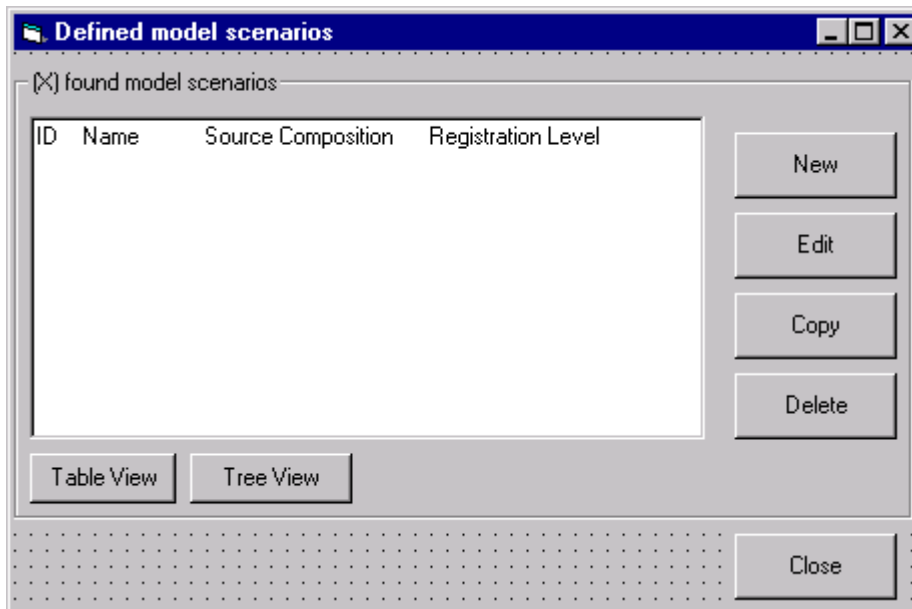 Defined model scenarios
(X) found model scenarios
ID Name Source Composition Registration Level
New
Edit
Copy
Delete
Table View Tree View
Close